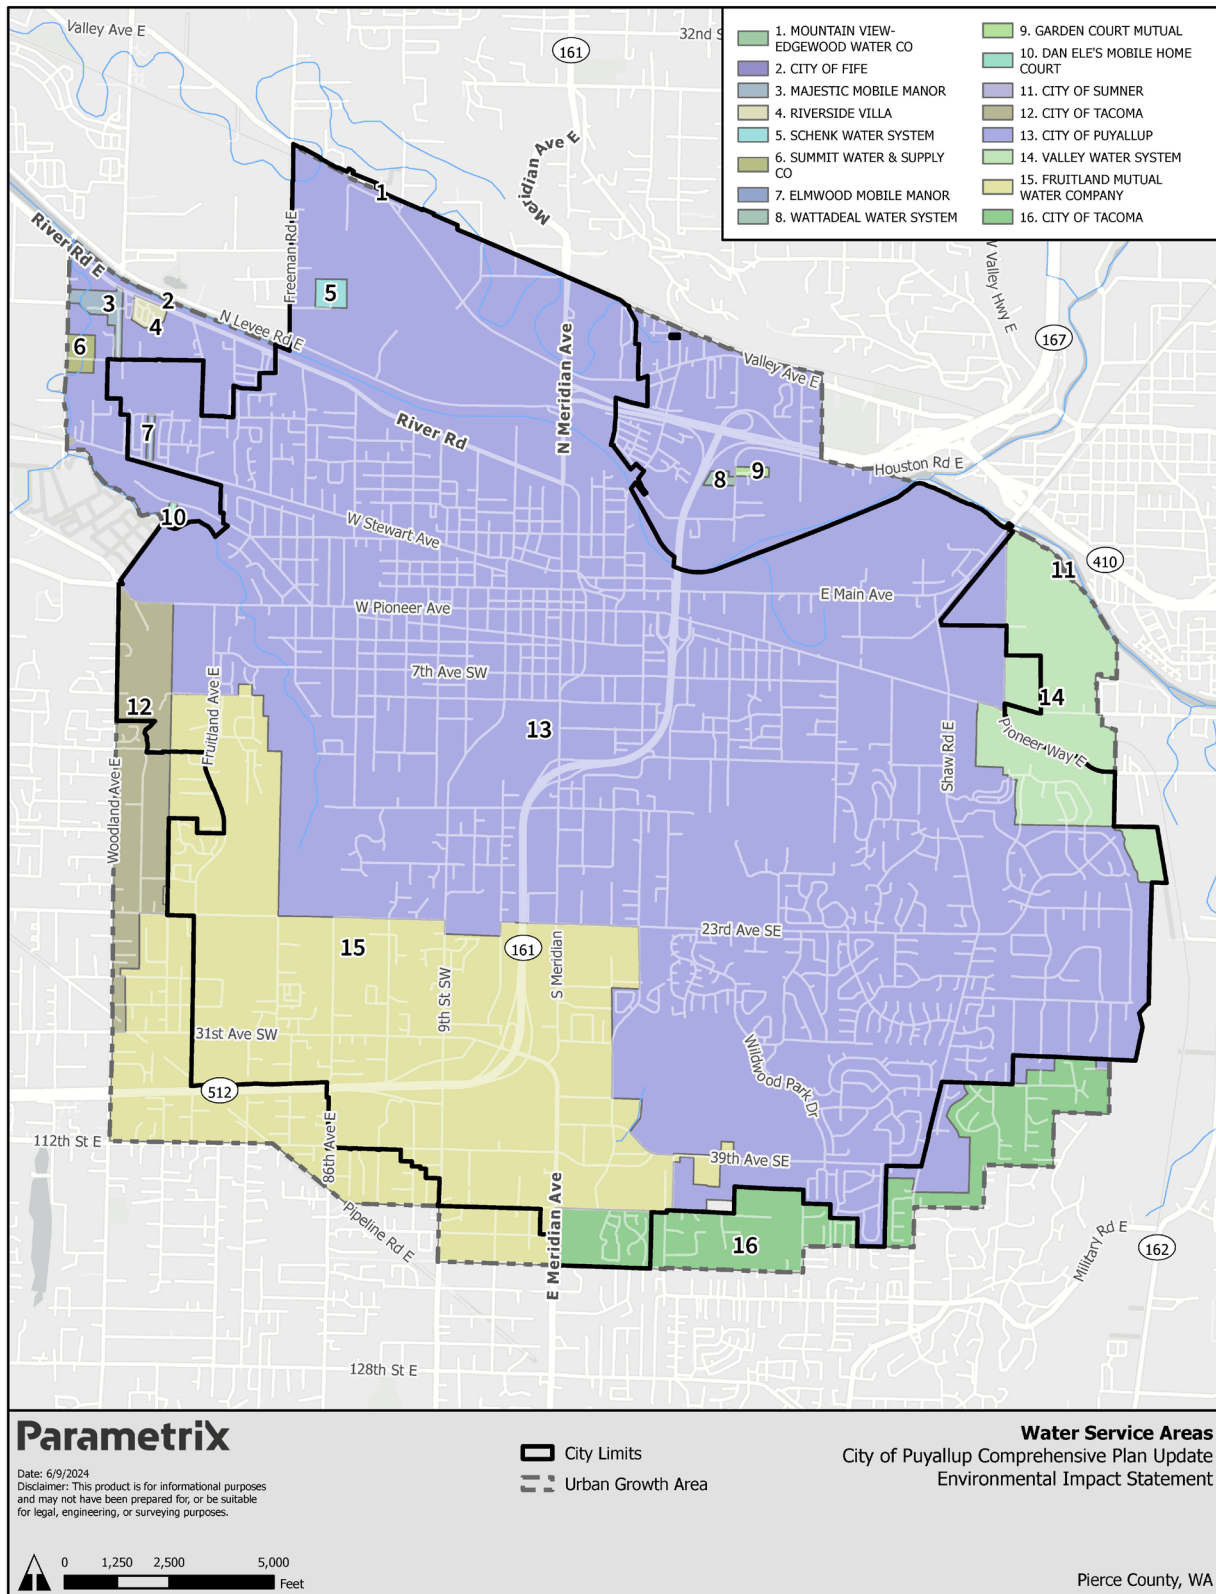 Valley Ave E
161
32nd S
1. MOUNTAIN VIEW-
EDGEWOOD WATER CO
2. CITY OF FIFE
3. MAJESTIC MOBILE MANOR
4. RIVERSIDE VILLA
5. SCHENK WATER SYSTEM
6. SUMMIT WATER & SUPPLY
CO
7. ELMWOOD MOBILE MANOR
8. WATTADEAL WATER SYSTEM
9. GARDEN COURT MUTUAL
10. DAN ELE'S MOBILE HOME
COURT
11. CITY OF SUMNER
12. CITY OF TACOMA
13. CITY OF PUYALLUP
14. VALLEY WATER SYSTEM
15. FRUITLAND MUTUAL
WATER COMPANY
16. CITY OF TACOMA
Meridian Ave E
1
River Rd E
Freeman Rd E
W Valley Hwy E
5
3
2
4
N Levee Rd E
6
167
N Meridian Ave
Valley Ave E
River Rd
7
Houston Rd E
8
9
10
W Stewart Ave
410
11
E Main Ave
W Pioneer Ave
7th Ave SW
Fruitland Ave E
12
14
13
Pioneer Way E
Shaw Rd E
Woodland Ave E
23rd Ave SE
15
161
S Meridian
9th St SW
31st Ave SW
Wildwood Park Dr
512
86th Ave E
112th St E
39th Ave SE
E Meridian Ave
Pipeline Rd E
16
Military Rd E
162
128th St E
Parametrix
Date: 6/9/2024
Disclaimer: This product is for informational purposes
and may not have been prepared for, or be suitable
for legal, engineering, or surveying purposes.
0 1,250 2,500 5,000
Feet
City Limits
Urban Growth Area
Water Service Areas
City of Puyallup Comprehensive Plan Update
Environmental Impact Statement
Pierce County, WA